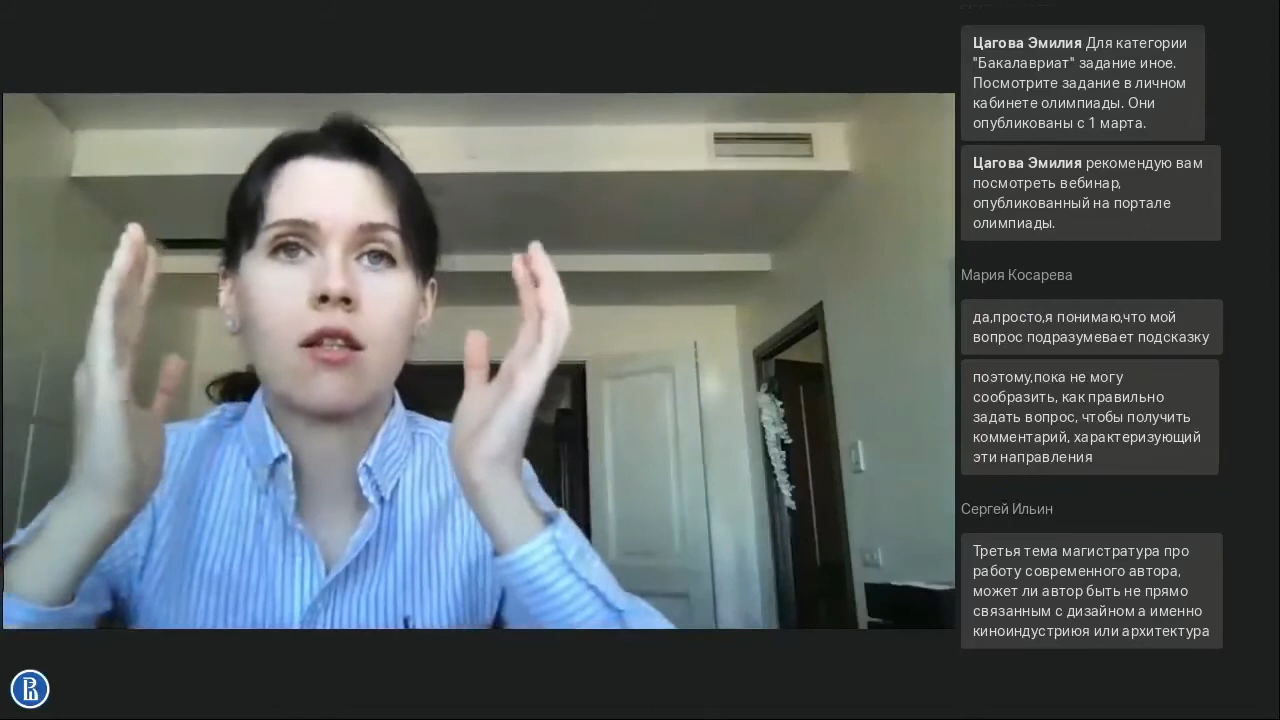 Цагова Эмилия Для категории
"Бакалавриат" задание иное.
Посмотрите задание в личном
кабинете олимпиады. Они
опубликованы с 1 марта.
Цагова Эмилия рекомендую вам
посмотреть вебинар,
опубликованный на портале
олимпиады.
Мария Косарева
да,просто,я понимаю,что мой
вопрос подразумевает подсказку
поэтому,пока не могу
сообразить, как правильно
задать вопрос, чтобы получить
комментарий, характеризующий
эти направления
Сергей Ильин
Третья тема магистратура про
работу современного автора,
может ли автор быть не прямо
связанным с дизайном а именно
киноиндустриюя или архитектура